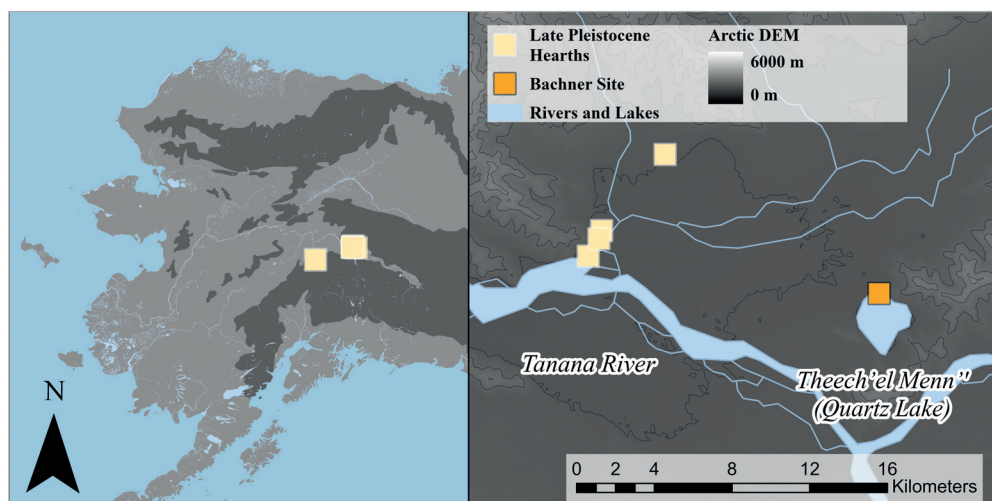 N
Late Pleistocene
Hearths
Bachner Site
Rivers and Lakes
Arctic DEM
6000 m
0 m
Tanana River
Theech'el Menn"
(Quartz Lake)
0 2 4 8 12 16
Kilometers